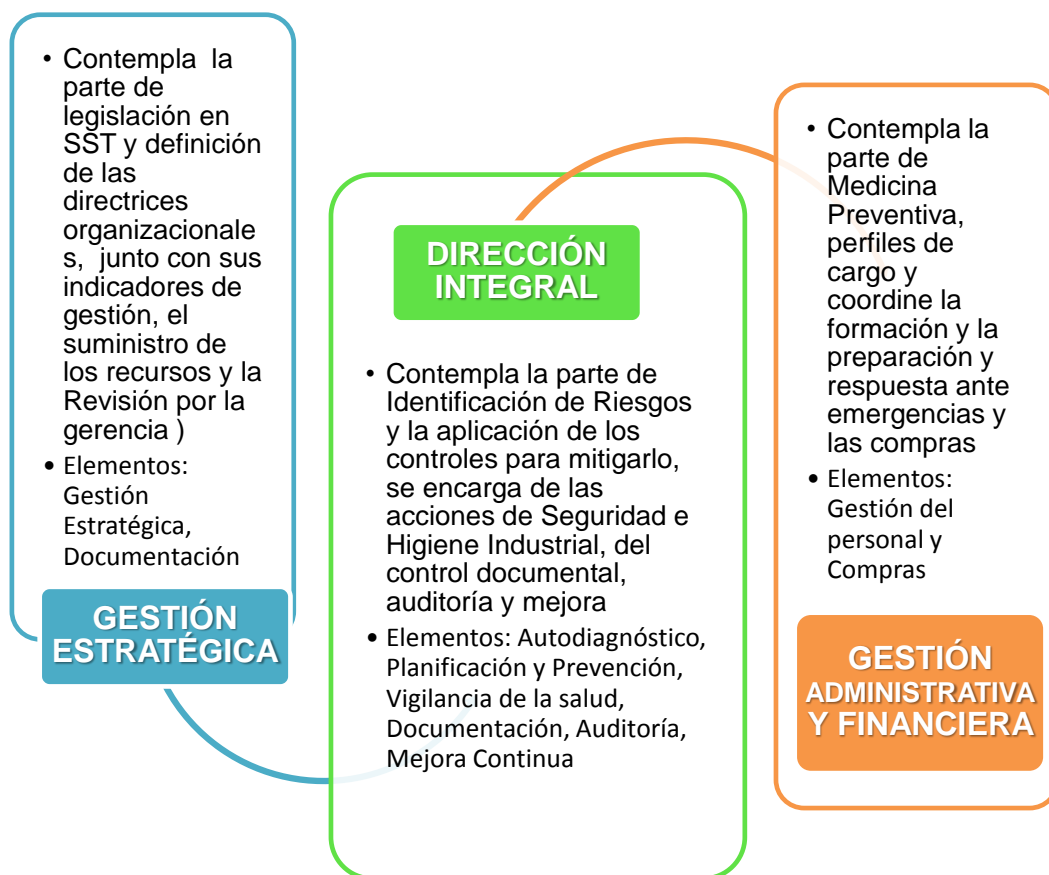 • Contempla la
parte de
legislación en
SST y definición
de las
directrices
organizacionale
s, junto con sus
indicadores de
gestión, el
suministro de
los recursos y la
Revisión por la
gerencia )
• Elementos:
Gestión
Estratégica,
Documentación
GESTIÓN
ESTRATÉGICA
DIRECCIÓN
INTEGRAL
• Contempla la parte de
Identificación de Riesgos
y la aplicación de los
controles para mitigarlo,
se encarga de las
acciones de Seguridad e
Higiene Industrial, del
control documental,
auditoría y mejora
• Elementos: Autodiagnóstico,
Planificación y Prevención,
Vigilancia de la salud,
Documentación, Auditoría,
Mejora Continua
• Contempla la
parte de
Medicina
Preventiva,
perfiles de
cargo y
coordine la
formación y la
preparación y
respuesta ante
emergencias y
las compras
• Elementos:
Gestión del
personal y
Compras
GESTIÓN
ADMINISTRATIVA
Y FINANCIERA